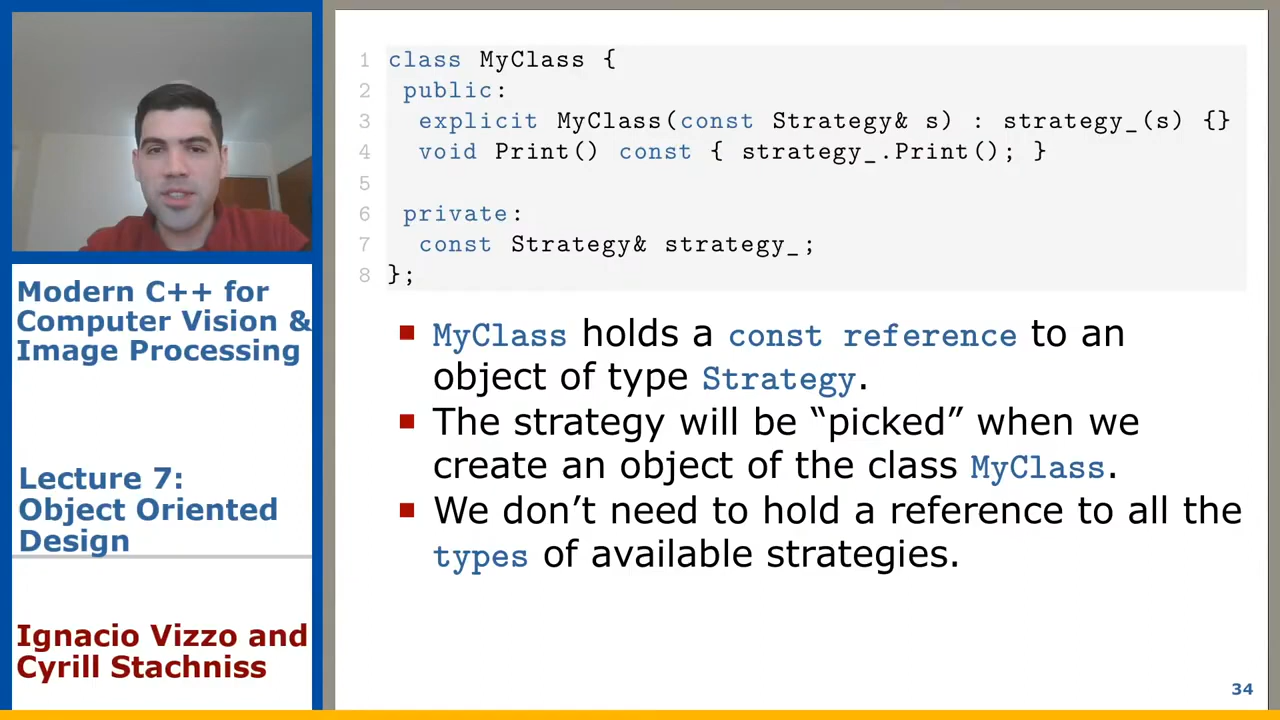 1 class MyClass {
2 public:
3 explicit MyClass(const Strategy& s) : strategy_(s) {}
4 void Print() const { strategy_.Print(); }
5
6 private:
7 const Strategy& strategy_;
8 };
MyClass holds a const reference to an
object of type Strategy.
The strategy will be “picked” when we
create an object of the class MyClass.
We don’t need to hold a reference to all the
types of available strategies.
34
Modern C++ for
Computer Vision &
Image Processing
Lecture 7:
Object Oriented
Design
Ignacio Vizzo and
Cyrill Stachniss